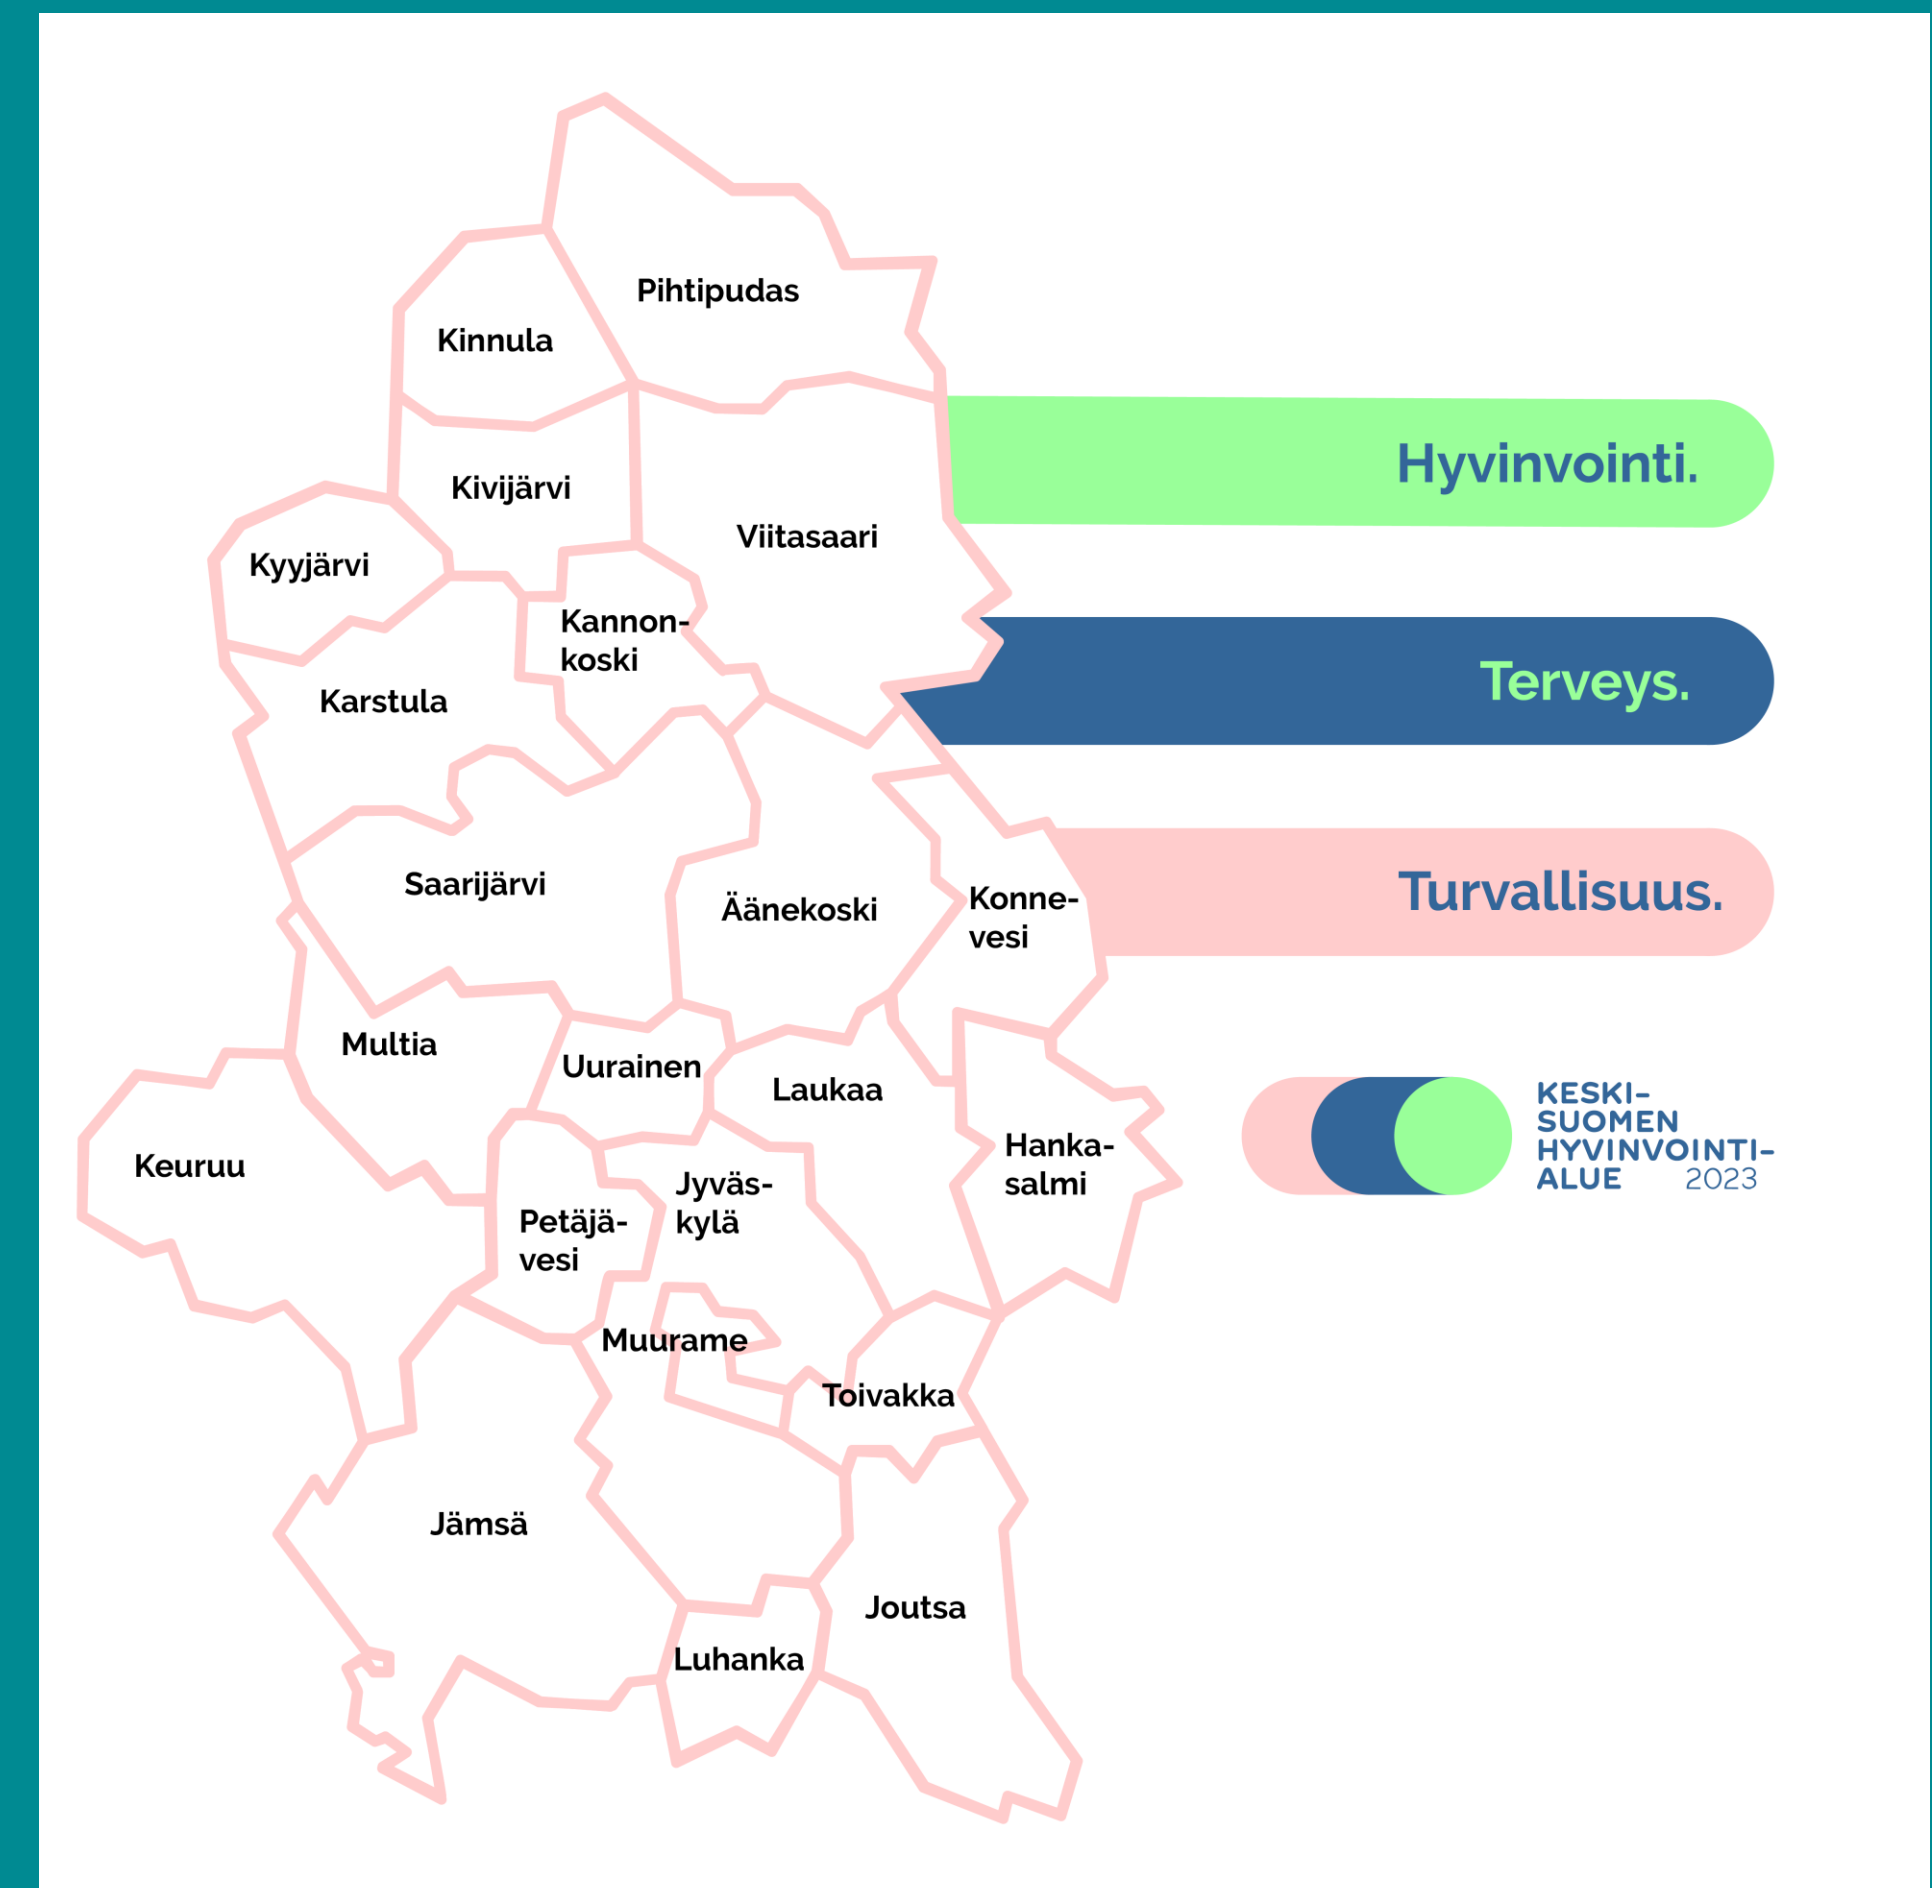 Pihtipudas
Kinnula
Hyvinvointi.
Kivijärvi
Viitasaari
Kyyjärvi
Kannon-
koski
Terveys.
Karstula
Saarijärvi
Äänekoski
Konne-
vesi
Turvallisuus.
Multia
Uurainen
Laukaa
KESKI-
SUOMEN
HYVINVOINTI-
ALUE 2023
Keuruu
Hanka-
salmi
Jyväs-
kylä
Petäjä-
vesi
Muurame
Toivakka
Jämsä
Joutsa
Luhanka